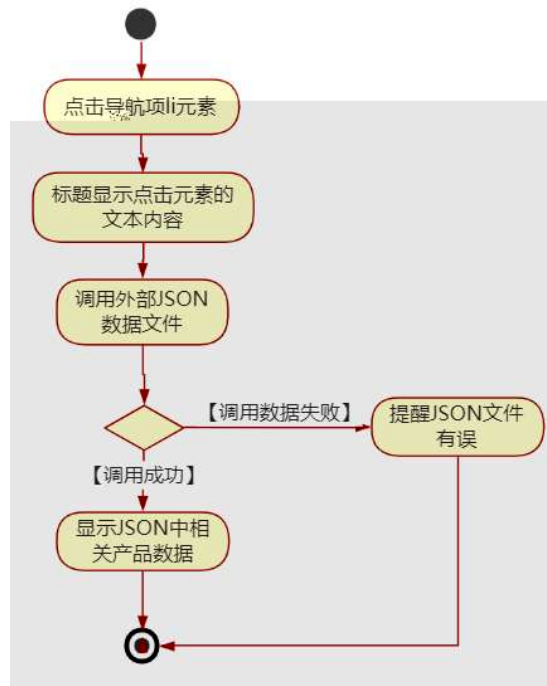 点击导航项li元素
标题显示点击元素的
文本内容
调用外部JSON
数据文件
【调用数据失败】
提醒JSON文件
有误
【调用成功】
显示JSON中相
关产品数据